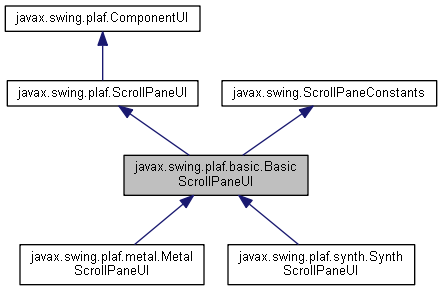 javax.swing.plaf.ComponentUI
javax.swing.plaf.ScrollPaneUI
javax.swing.ScrollPaneConstants
javax.swing.plaf.basic.Basic
ScrollPaneUI
javax.swing.plaf.metal.Metal
ScrollPaneUI
javax.swing.plaf.synth.Synth
ScrollPaneUI